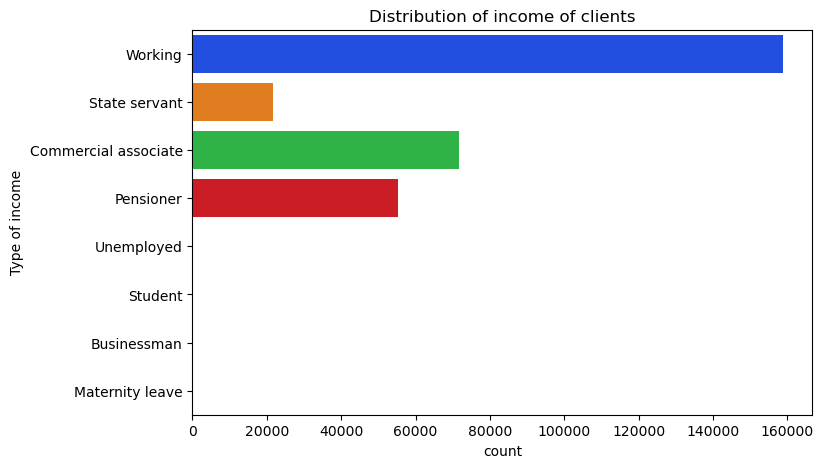 Distribution of income of clients
Type of income
Working
State servant
Commercial associate
Pensioner
Unemployed
Student
Businessman
Maternity leave
0 20000 40000 60000 80000 100000 120000 140000 160000
count